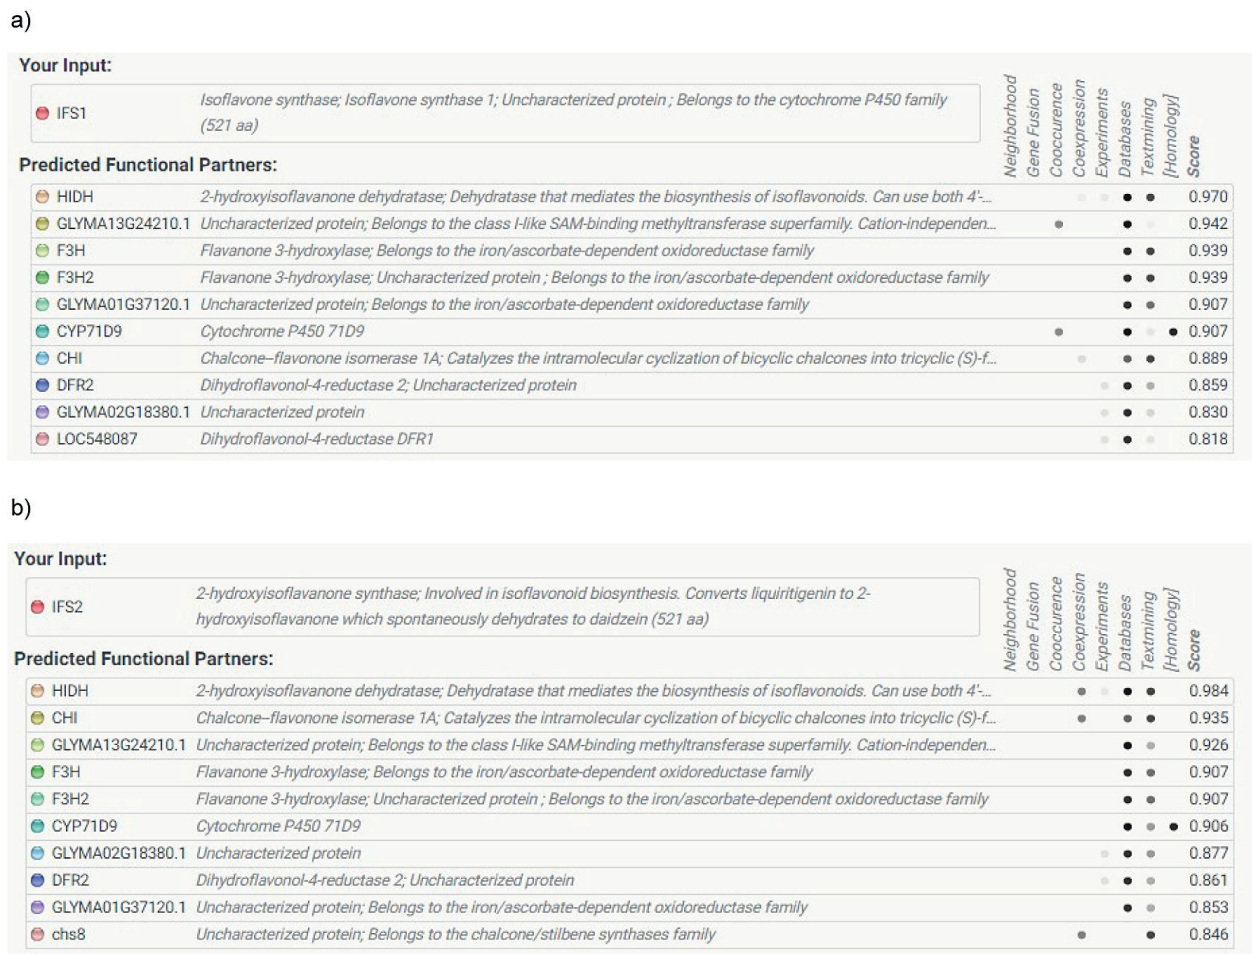 a)
Your Input:
IFS1 Isoflavone synthase; Isoflavone synthase 1; Uncharacterized protein ; Belongs to the cytochrome P450 family
(521 aa)
Neighborhood
Gene Fusion
Cooccurence
Coexpression
Experiments
Databases
Textmining
[Homology]
Score
Predicted Functional Partners:
HIDH 2-hydroxyisoflavanone dehydratase; Dehydratase that mediates the biosynthesis of isoflavonoids. Can use both 4'-... 0.970
GLYMA13G24210.1 Uncharacterized protein; Belongs to the class I-like SAM-binding methyltransferase superfamily. Cation-independen... 0.942
F3H Flavanone 3-hydroxylase; Belongs to the iron/ascorbate-dependent oxidoreductase family 0.939
F3H2 Flavanone 3-hydroxylase; Uncharacterized protein ; Belongs to the iron/ascorbate-dependent oxidoreductase family 0.939
GLYMA01G37120.1 Uncharacterized protein; Belongs to the iron/ascorbate-dependent oxidoreductase family 0.907
CYP71D9 Cytochrome P450 71D9 0.907
CHI Chalcone–flavonone isomerase 1A; Catalyzes the intramolecular cyclization of bicyclic chalcones into tricyclic (S)-f... 0.889
DFR2 Dihydroflavonol-4-reductase 2; Uncharacterized protein 0.859
GLYMA02G18380.1 Uncharacterized protein 0.830
LOC548087 Dihydroflavonol-4-reductase DFR1 0.818
b)
Your Input:
IFS2 2-hydroxyisoflavanone synthase; Involved in isoflavonoid biosynthesis. Converts liquiritigenin to 2-
hydroxyisoflavanone which spontaneously dehydrates to daidzein (521 aa)
Neighborhood
Gene Fusion
Cooccurence
Coexpression
Experiments
Databases
Textmining
[Homology]
Score
Predicted Functional Partners:
HIDH 2-hydroxyisoflavanone dehydratase; Dehydratase that mediates the biosynthesis of isoflavonoids. Can use both 4'-... 0.984
CHI Chalcone–flavonone isomerase 1A; Catalyzes the intramolecular cyclization of bicyclic chalcones into tricyclic (S)-f... 0.935
GLYMA13G24210.1 Uncharacterized protein; Belongs to the class I-like SAM-binding methyltransferase superfamily. Cation-independen... 0.926
F3H Flavanone 3-hydroxylase; Belongs to the iron/ascorbate-dependent oxidoreductase family 0.907
F3H2 Flavanone 3-hydroxylase; Uncharacterized protein ; Belongs to the iron/ascorbate-dependent oxidoreductase family 0.907
CYP71D9 Cytochrome P450 71D9 0.906
GLYMA02G18380.1 Uncharacterized protein 0.877
DFR2 Dihydroflavonol-4-reductase 2; Uncharacterized protein 0.861
GLYMA01G37120.1 Uncharacterized protein; Belongs to the iron/ascorbate-dependent oxidoreductase family 0.853
chs8 Uncharacterized protein; Belongs to the chalcone/stilbene synthases family 0.846